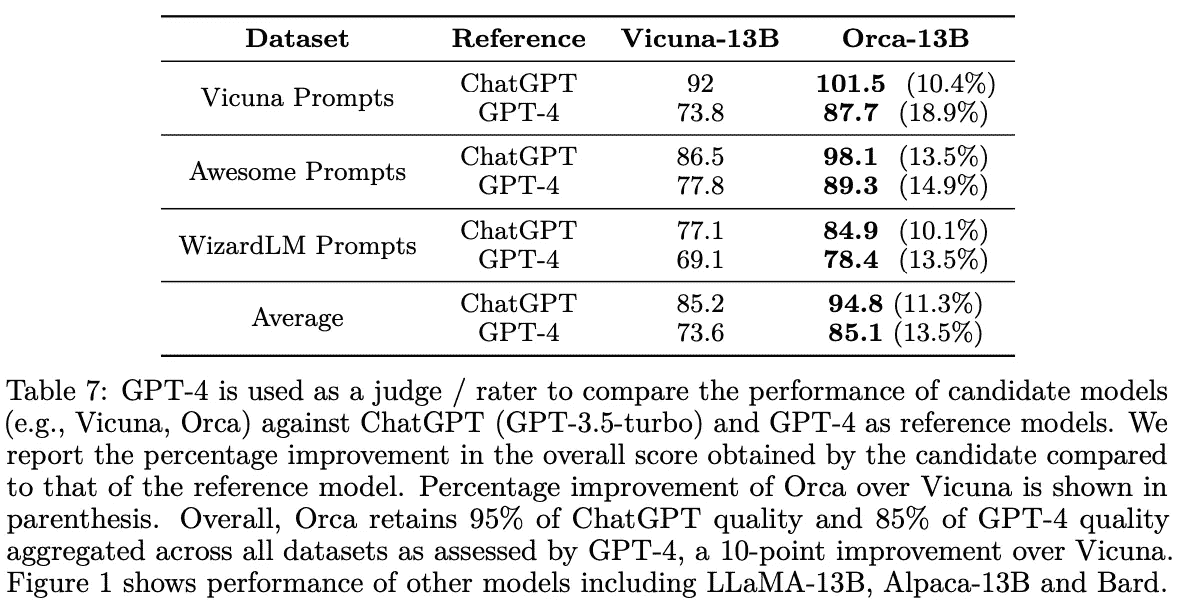 Dataset Reference Vicuna-13B Orca-13B
Vicuna Prompts ChatGPT 92 101.5 (10.4%)
GPT-4 73.8 87.7 (18.9%)
Awesome Prompts ChatGPT 86.5 98.1 (13.5%)
GPT-4 77.8 89.3 (14.9%)
WizardLM Prompts ChatGPT 77.1 84.9 (10.1%)
GPT-4 69.1 78.4 (13.5%)
Average ChatGPT 85.2 94.8 (11.3%)
GPT-4 73.6 85.1 (13.5%)
Table 7: GPT-4 is used as a judge / rater to compare the performance of candidate models
(e.g., Vicuna, Orca) against ChatGPT (GPT-3.5-turbo) and GPT-4 as reference models. We
report the percentage improvement in the overall score obtained by the candidate compared
to that of the reference model. Percentage improvement of Orca over Vicuna is shown in
parenthesis. Overall, Orca retains 95% of ChatGPT quality and 85% of GPT-4 quality
aggregated across all datasets as assessed by GPT-4, a 10-point improvement over Vicuna.
Figure 1 shows performance of other models including LLaMA-13B, Alpaca-13B and Bard.